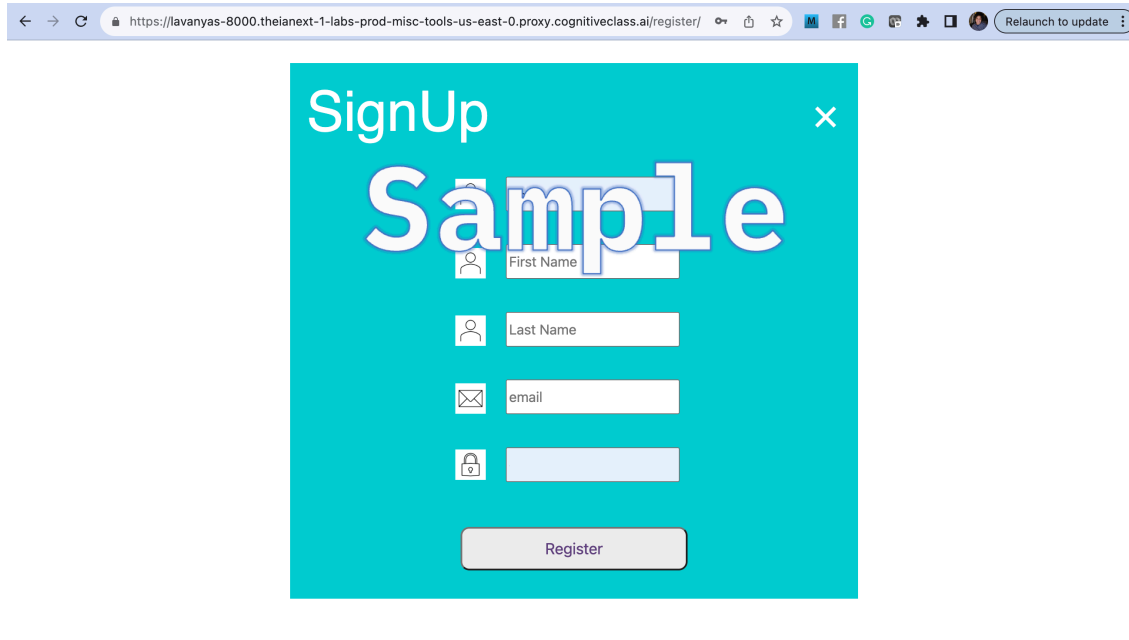 https://lavanyas-8000.theianext-1-labs-prod-misc-tools-us-east-0.proxy.cognitiveclass.ai/register/
M
f
G
Relaunch to update
SignUp
×
Sample
First Name
Last Name
email
Register